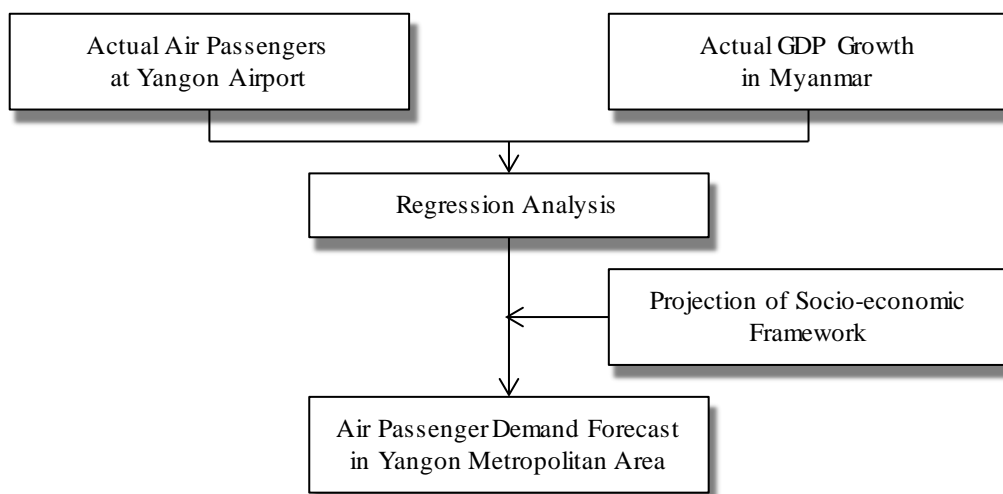 Actual Air Passengers
at Yangon Airport
Actual GDP Growth
in Myanmar
Regression Analysis
Projection of Socio-economic
Framework
Air Passenger Demand Forecast
in Yangon Metropolitan Area